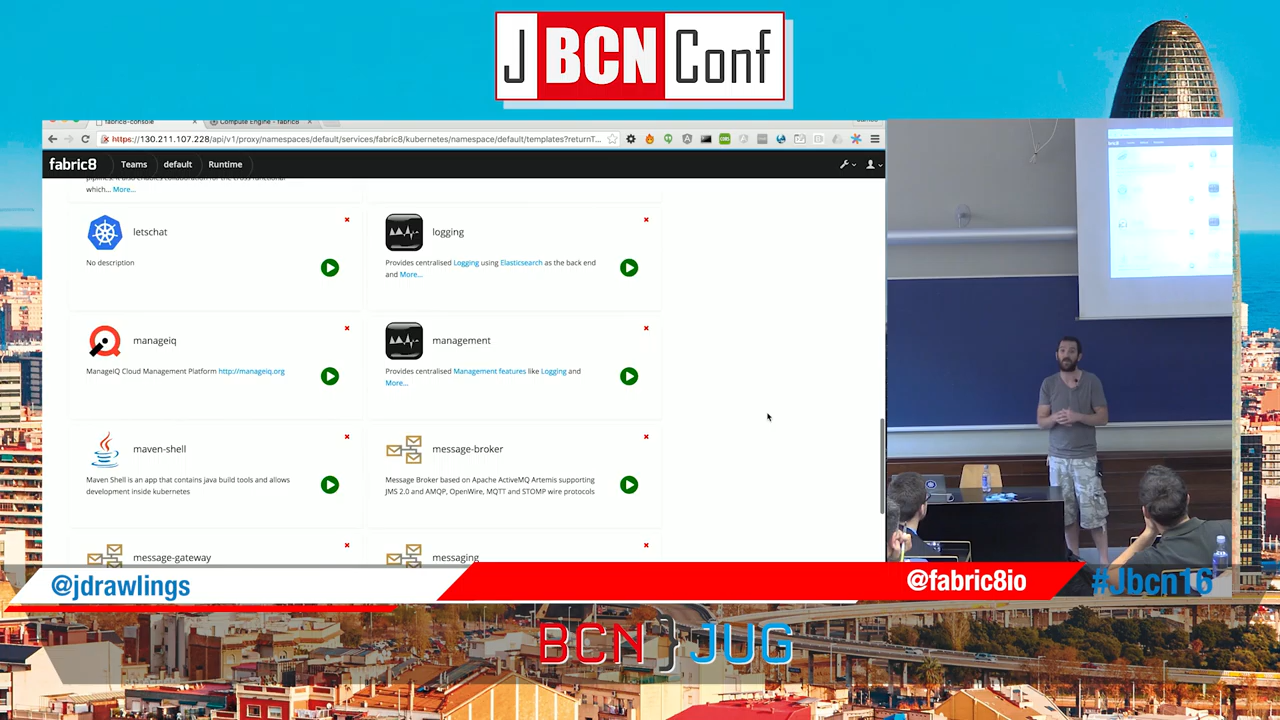 J BCN Conf
fabric8-console
Compute Engine - fabric8
https://130.211.107.228/api/v1/proxy/namespaces/default/services/fabric8/kubernetes/namespace/default/templates?returnT...
fabric8 Teams default Runtime
which... More...
letschat
No description
logging
Provides centralised Logging using Elasticsearch as the back end
and More...
manageiq
ManageIQ Cloud Management Platform http://manageiq.org
management
Provides centralised Management features like Logging and
More...
maven-shell
Maven Shell is an app that contains java build tools and allows
development inside kubernetes
message-broker
Message Broker based on Apache ActiveMQ Artemis supporting
JMS 2.0 and AMQP, OpenWire, MQTT and STOMP wire protocols
message-gateway
messaging
@jdrawlings
@fabric8io
#Jbcn16
BCN JUG